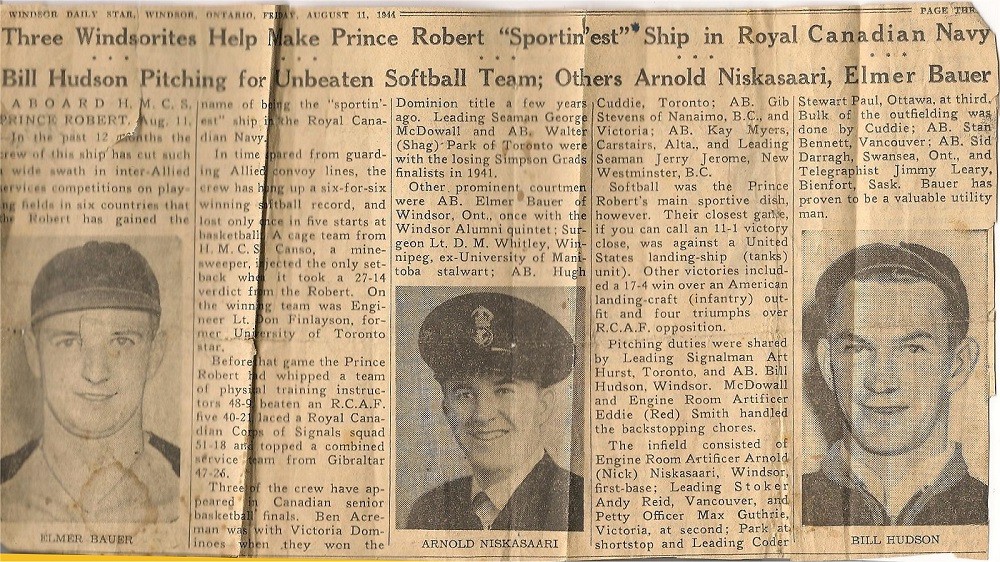 WINDSOR DAILY STAR, WINDSOR, ONTARIO, FRIDAY, AUGUST 11, 1944
PAGE THR
Three Windsorites Help Make Prince Robert "Sportin'est" Ship in Royal Canadian Navy
Bill Hudson Pitching for Unbeaten Softball Team; Others Arnold Niskasaari, Elmer Bauer
ABOARD H.M.C.S.
PRINCE ROBERT, Aug. 11.
In the past 12 months the
crew of this ship has cut such
wide swath in inter-Allied
services competitions on play-
ing fields in six countries that
the Robert has gained the
ELMER BAUER
name of being the "sportin'-
est" ship in the Royal Cana-
dian Navy.
In time spared from guard-
ing Allied convoy lines, the
crew has hung up a six-for-six
winning softball record, and
lost only once in five starts at
basketball. A cage team from
H.M.C.S. Canso, a mine-
sweeper, injected the only set-
back when it took a 27-14
verdict from the Robert. On
the winning team was Engi-
neer Lt. Don Finlayson, for-
mer University of Toronto
star.
Before that game the Prince
Robert had whipped a team
of physical training instruc-
tors 48-9, beaten an R.C.A.F.
five 40-21, laced a Royal Cana-
dian Corps of Signals squad
51-18 and topped a combined
service team from Gibraltar
47-26.
Three of the crew have ap-
peared in Canadian senior
basketball finals. Ben Acre-
man was with Victoria Dom-
inoes when they won the
Dominion title a few years
ago. Leading Seaman George
McDowall and AB. Walter
(Shag) Park of Toronto were
with the losing Simpson Grads
finalists in 1941.
Other prominent courtmen
were AB. Elmer Bauer of
Windsor, Ont., once with the
Windsor Alumni quintet; Sur-
geon Lt. D. M. Whitley, Win-
nipeg, ex-University of Mani-
toba stalwart; AB. Hugh
ARNOLD NISKASAARI
Cuddie, Toronto; AB. Gib
Stevens of Nanaimo, B.C., and
Victoria; AB. Kay Myers,
Carstairs, Alta., and Leading
Seaman Jerry Jerome, New
Westminster, B.C.
Softball was the Prince
Robert's main sportive dish,
however. Their closest game,
if you can call an 11-1 victory
close, was against a United
States landing-ship (tanks)
unit). Other victories includ-
ed a 17-4 win over an American
landing-craft (infantry) out-
fit and four triumphs over
R.C.A.F. opposition.
Pitching duties were shared
by Leading Signalman Art
Hurst, Toronto, and AB. Bill
Hudson, Windsor. McDowall
and Engine Room Artificer
Eddie (Red) Smith handled
the backstopping chores.
The infield consisted of
Engine Room Artificer Arnold
(Nick) Niskasaari, Windsor,
first-base; Leading Stoker
Andy Reid, Vancouver, and
Petty Officer Max Guthrie,
Victoria, at second; Park at
shortstop and Leading Coder
Stewart Paul, Ottawa, at third.
Bulk of the outfielding was
done by Cuddie; AB. Stan
Bennett, Vancouver; AB. Sid
Darragh, Swansea, Ont., and
Telegraphist Jimmy Leary,
Bienfort, Sask. Bauer has
proven to be a valuable utility
man.
BILL HUDSON